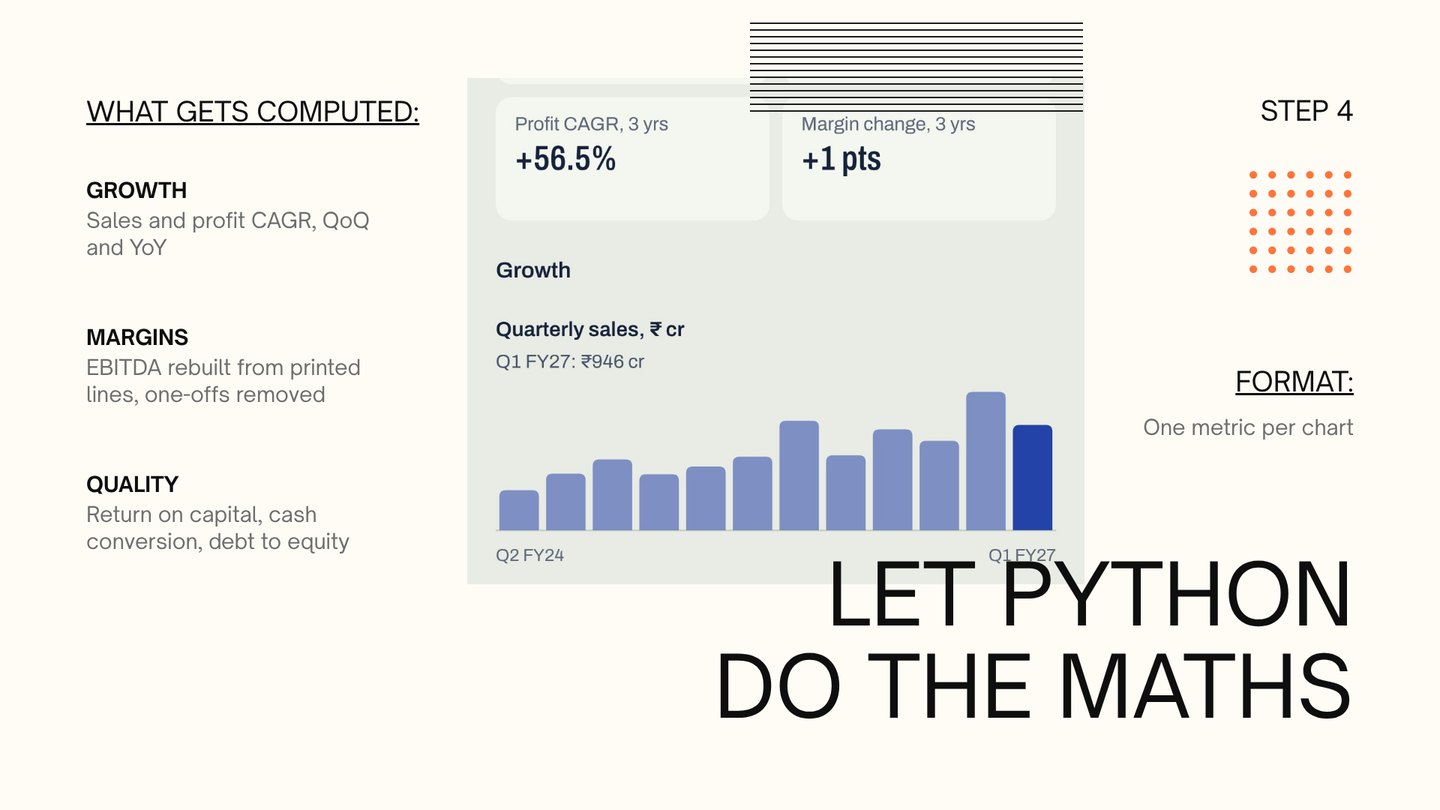 WHAT GETS COMPUTED:
GROWTH
Sales and profit CAGR, QoQ
and YoY
MARGINS
EBITDA rebuilt from printed
lines, one-offs removed
QUALITY
Return on capital, cash
conversion, debt to equity
Profit CAGR, 3 yrs
+56.5%
Margin change, 3 yrs
+1 pts
Growth
Quarterly sales, ₹ cr
Q1 FY27: ₹946 cr
Q2 FY24
Q1 FY27
STEP 4
FORMAT:
One metric per chart
LET PYTHON
DO THE MATHS